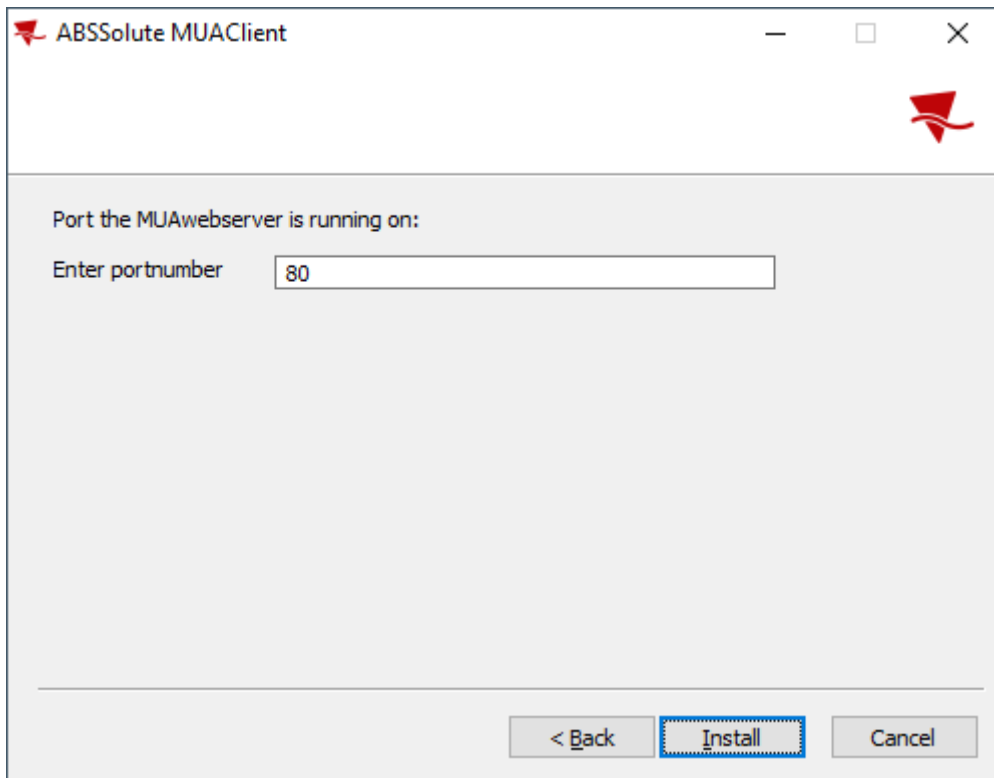 ABSSolute MUAClient
Port the MUAwebserver is running on:
Enter portnumber 80
< Back Install Cancel